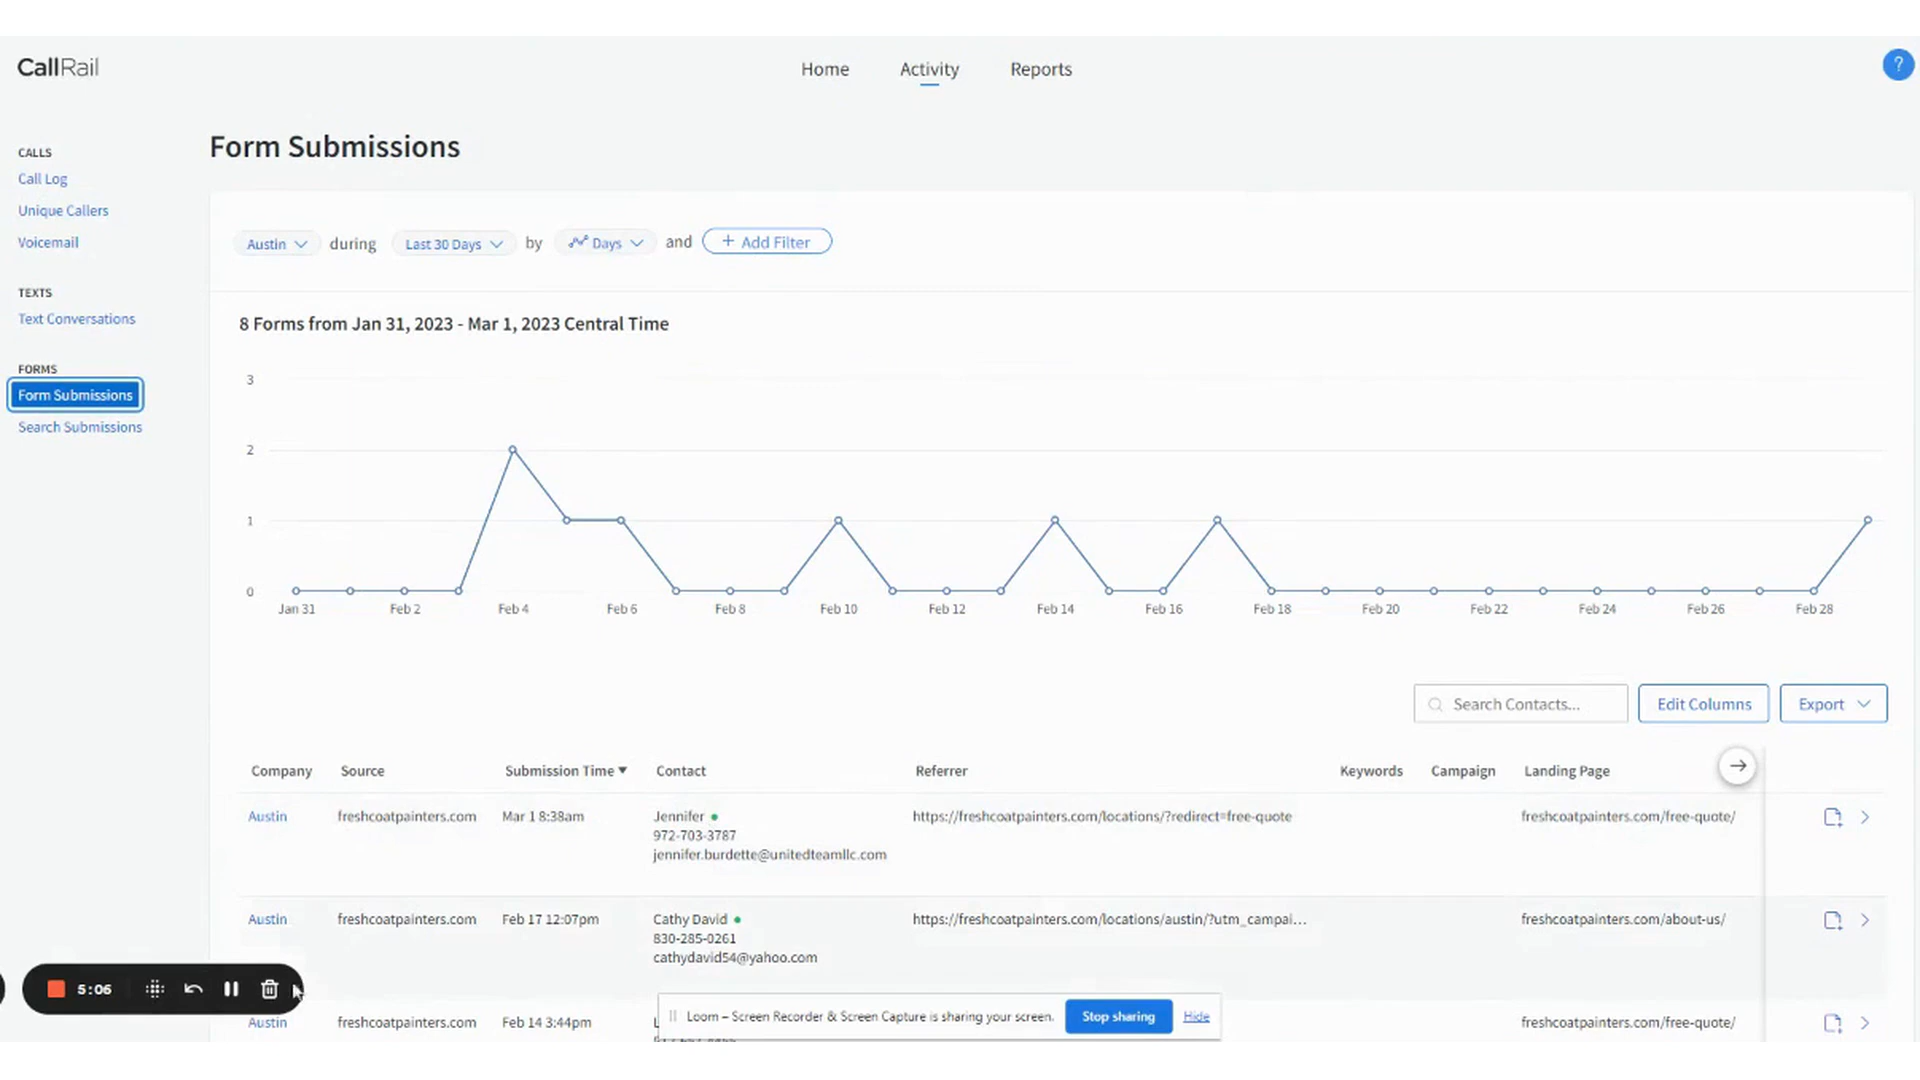 CallRail
Home Activity Reports
?
Form Submissions
CALLS
Call Log
Unique Callers
Voicemail
TEXTS
Text Conversations
FORMS
Form Submissions
Search Submissions
Austin during Last 30 Days by Days and + Add Filter
8 Forms from Jan 31, 2023 - Mar 1, 2023 Central Time
3
2
1
0
Jan 31 Feb 2 Feb 4 Feb 6 Feb 8 Feb 10 Feb 12 Feb 14 Feb 16 Feb 18 Feb 20 Feb 22 Feb 24 Feb 26 Feb 28
Search Contacts... Edit Columns Export
Company Source Submission Time Contact Referrer Keywords Campaign Landing Page
Austin freshcoatpainters.com Mar 1 8:38am Jennifer https://freshcoatpainters.com/locations/?redirect=free-quote freshcoatpainters.com/free-quote/
972-703-3787
jennifer.burdette@unitedteamllc.com
Austin freshcoatpainters.com Feb 17 12:07pm Cathy David https://freshcoatpainters.com/locations/austin/?utm_campai... freshcoatpainters.com/about-us/
830-285-0261
cathydavid54@yahoo.com
5:06
Loom – Screen Recorder & Screen Capture is sharing your screen. Stop sharing Hide
Austin freshcoatpainters.com Feb 14 3:44pm freshcoatpainters.com/free-quote/